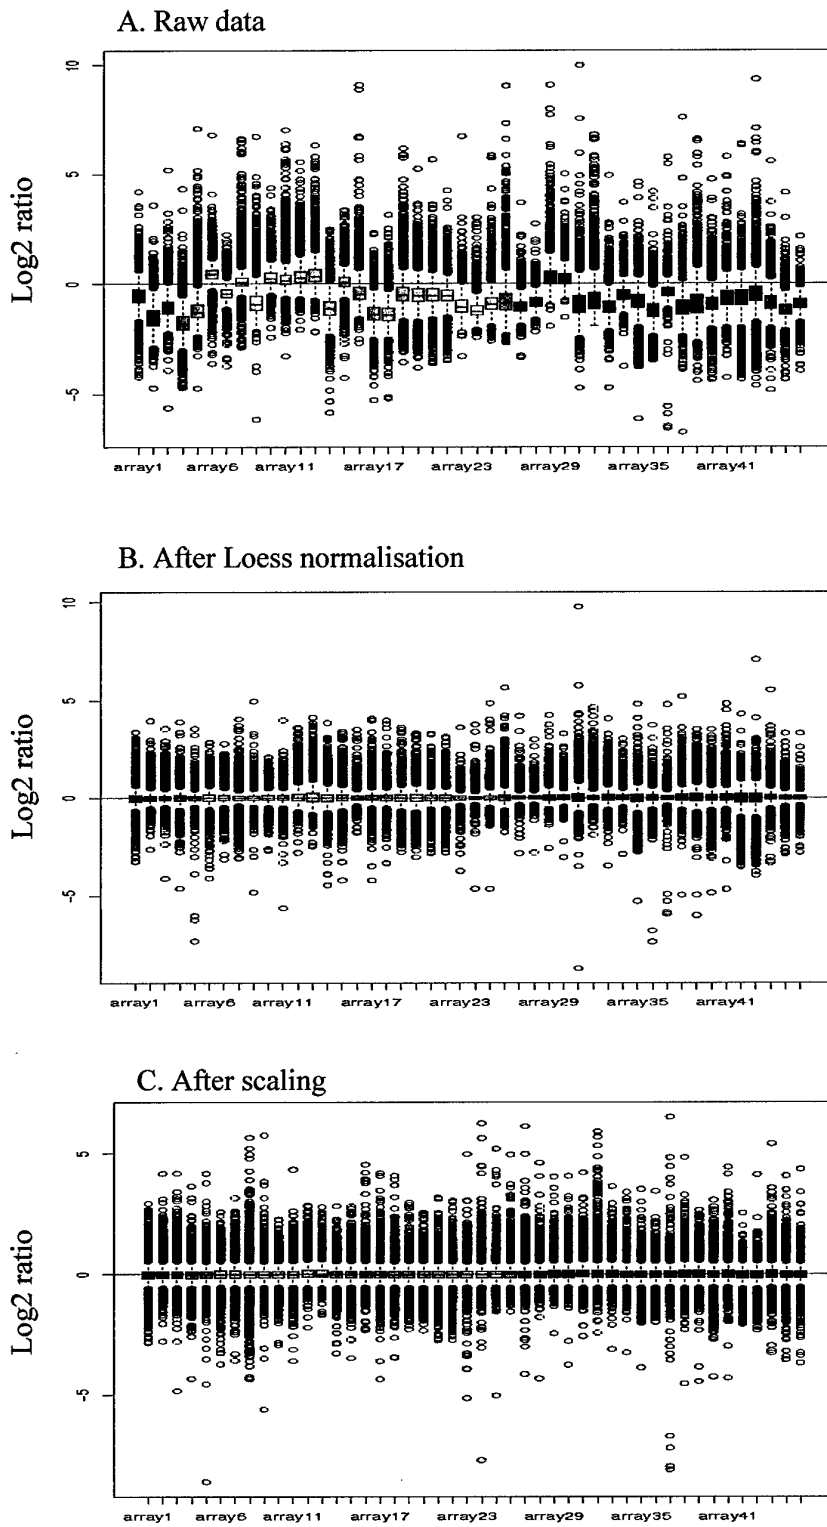 A. Raw data
Log2 ratio
10
5
0
-5
array1 array6 array11 array17 array23 array29 array35 array41
B. After Loess normalisation
Log2 ratio
10
5
0
-5
array1 array6 array11 array17 array23 array29 array35 array41
C. After scaling
Log2 ratio
5
0
-5
array1 array6 array11 array17 array23 array29 array35 array41